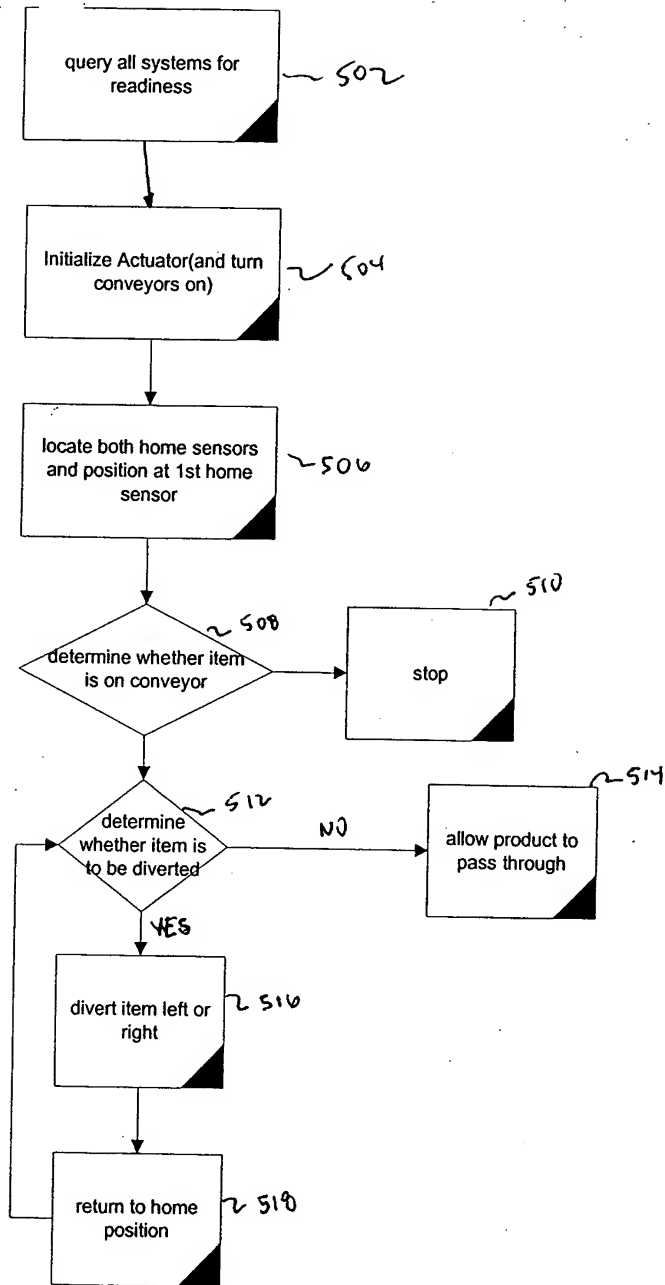 query all systems for
readiness
502
Initialize Actuator(and turn
conveyors on)
504
locate both home sensors
and position at 1st home
sensor
506
508
determine whether item
is on conveyor
510
stop
512
determine
whether item is
to be diverted
NO
514
allow product to
pass through
YES
divert item left or
right
516
return to home
position
518